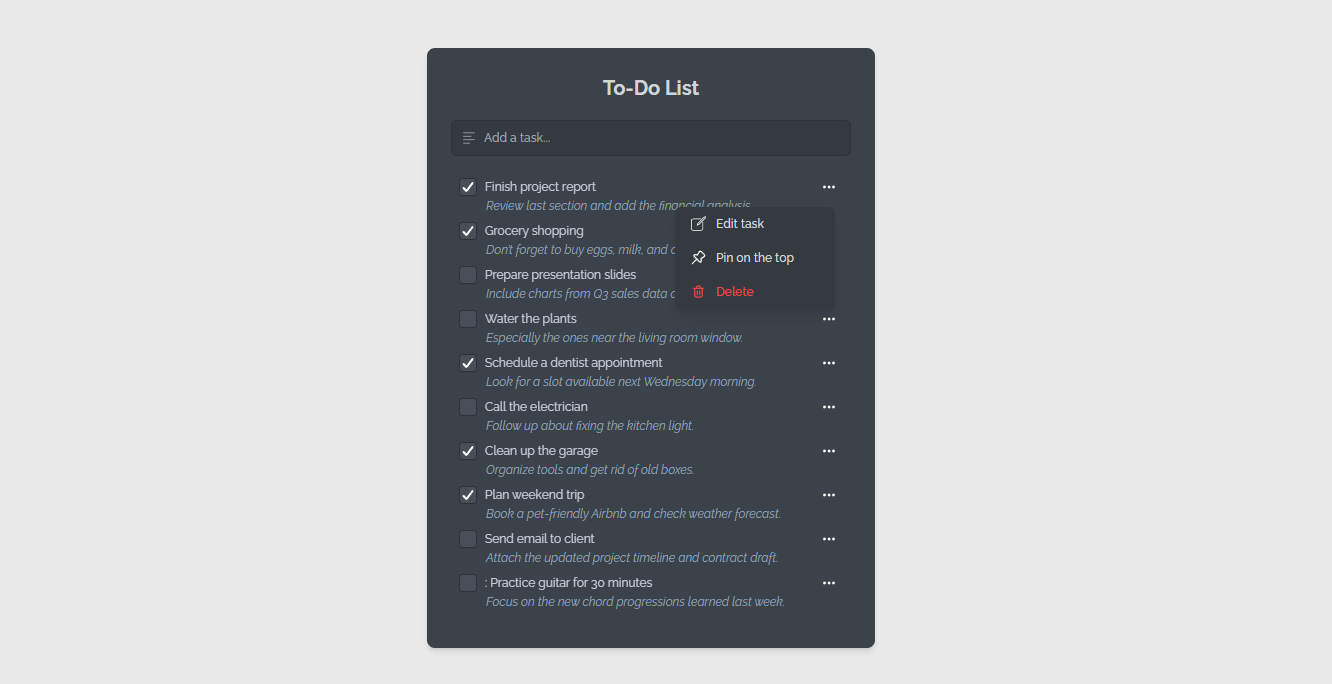 To-Do List
Add a task...
Finish project report
Review last section and add the financial analysis.
Edit task
Grocery shopping
Don't forget to buy eggs, milk, and
Pin on the top
Prepare presentation slides
Include charts from Q3 sales data
Delete
Water the plants
Especially the ones near the living room window.
Schedule a dentist appointment
Look for a slot available next Wednesday morning.
Call the electrician
Follow up about fixing the kitchen light.
Clean up the garage
Organize tools and get rid of old boxes.
Plan weekend trip
Book a pet-friendly Airbnb and check weather forecast.
Send email to client
Attach the updated project timeline and contract draft.
: Practice guitar for 30 minutes
Focus on the new chord progressions learned last week.